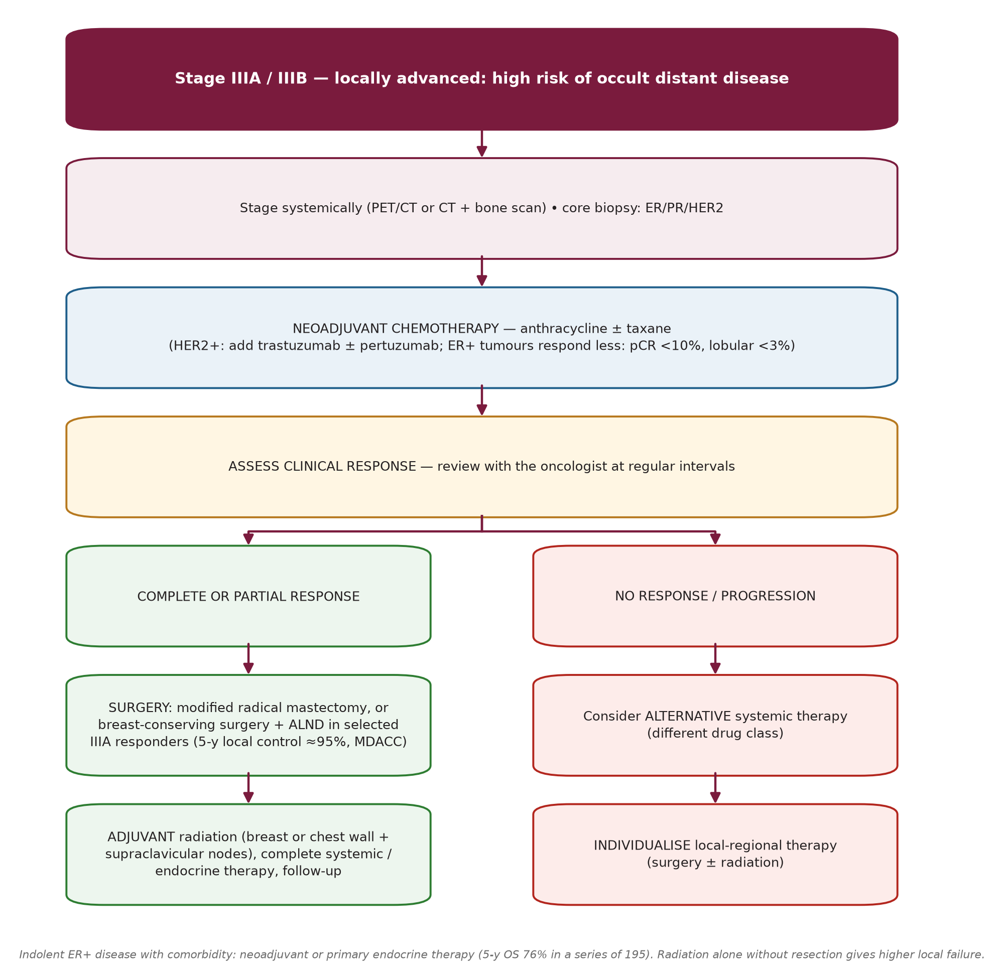 Stage IIIA / IIIB — locally advanced: high risk of occult distant disease
Stage systemically (PET/CT or CT + bone scan) • core biopsy: ER/PR/HER2
NEOADJUVANT CHEMOTHERAPY — anthracycline ± taxane
(HER2+: add trastuzumab ± pertuzumab; ER+ tumours respond less: pCR <10%, lobular <3%)
ASSESS CLINICAL RESPONSE — review with the oncologist at regular intervals
COMPLETE OR PARTIAL RESPONSE
NO RESPONSE / PROGRESSION
SURGERY: modified radical mastectomy, or
breast-conserving surgery + ALND in selected
IIIA responders (5-y local control ≈95%, MDACC)
Consider ALTERNATIVE systemic therapy
(different drug class)
ADJUVANT radiation (breast or chest wall +
supraclavicular nodes), complete systemic /
endocrine therapy, follow-up
INDIVIDUALISE local-regional therapy
(surgery ± radiation)
Indolent ER+ disease with comorbidity: neoadjuvant or primary endocrine therapy (5-y OS 76% in a series of 195). Radiation alone without resection gives higher local failure.